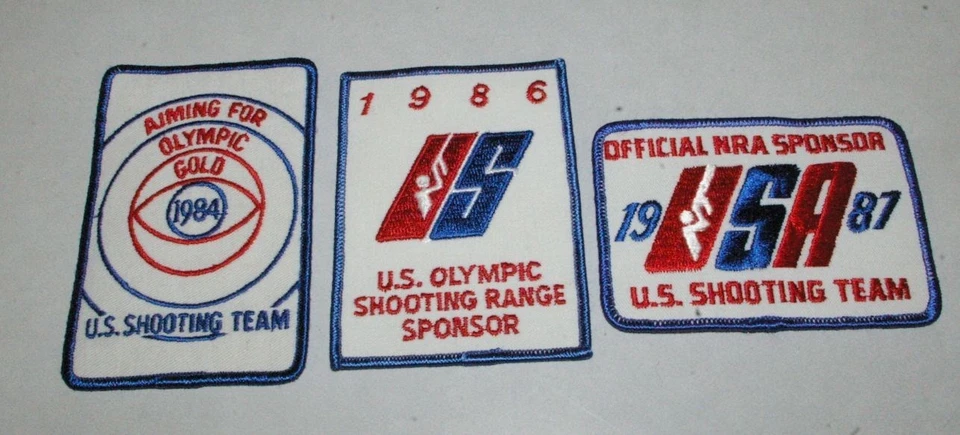 AIMING FOR
OLYMPIC
GOLD
1984
U.S. SHOOTING TEAM
1 9 8 6
US
U.S. OLYMPIC
SHOOTING RANGE
SPONSOR
OFFICIAL NRA SPONSOR
19 USA 87
U.S. SHOOTING TEAM